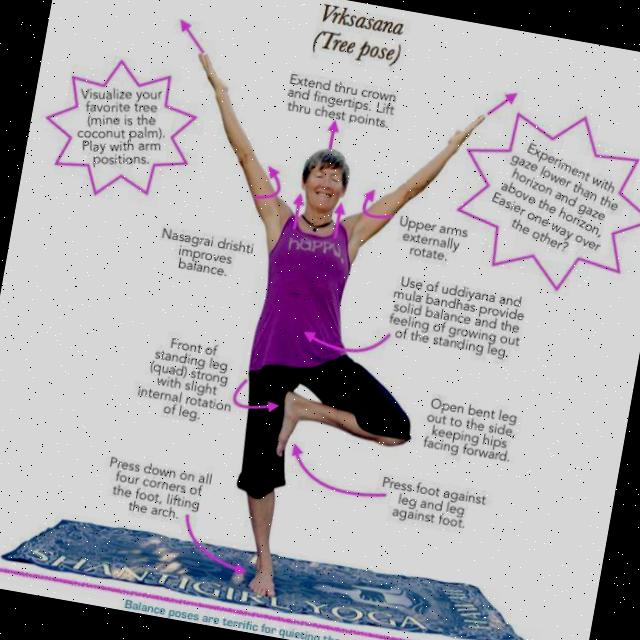 Vrksasana
(Tree pose)
Visualize your
favorite tree
(mine is the
coconut palm).
Play with arm
positions.
Extend thru crown
and fingertips. Lift
thru chest points.
Experiment with
gaze lower than the
horizon and gaze
above the horizon.
Easier one way over
the other?
Nasagrai drishti
improves
balance.
happy
Upper arms
externally
rotate.
Use of uddiyana and
mula bandhas provide
solid balance and the
feeling of growing out
of the standing leg.
Front of
standing leg
(quad) strong
with slight
internal rotation
of leg.
Open bent leg
out to the side,
keeping hips
facing forward.
Press down on all
four corners of
the foot, lifting
the arch.
Press foot against
leg and leg
against foot.
SHANTIGIRL YOGA
"Balance poses are terrific for quieting the